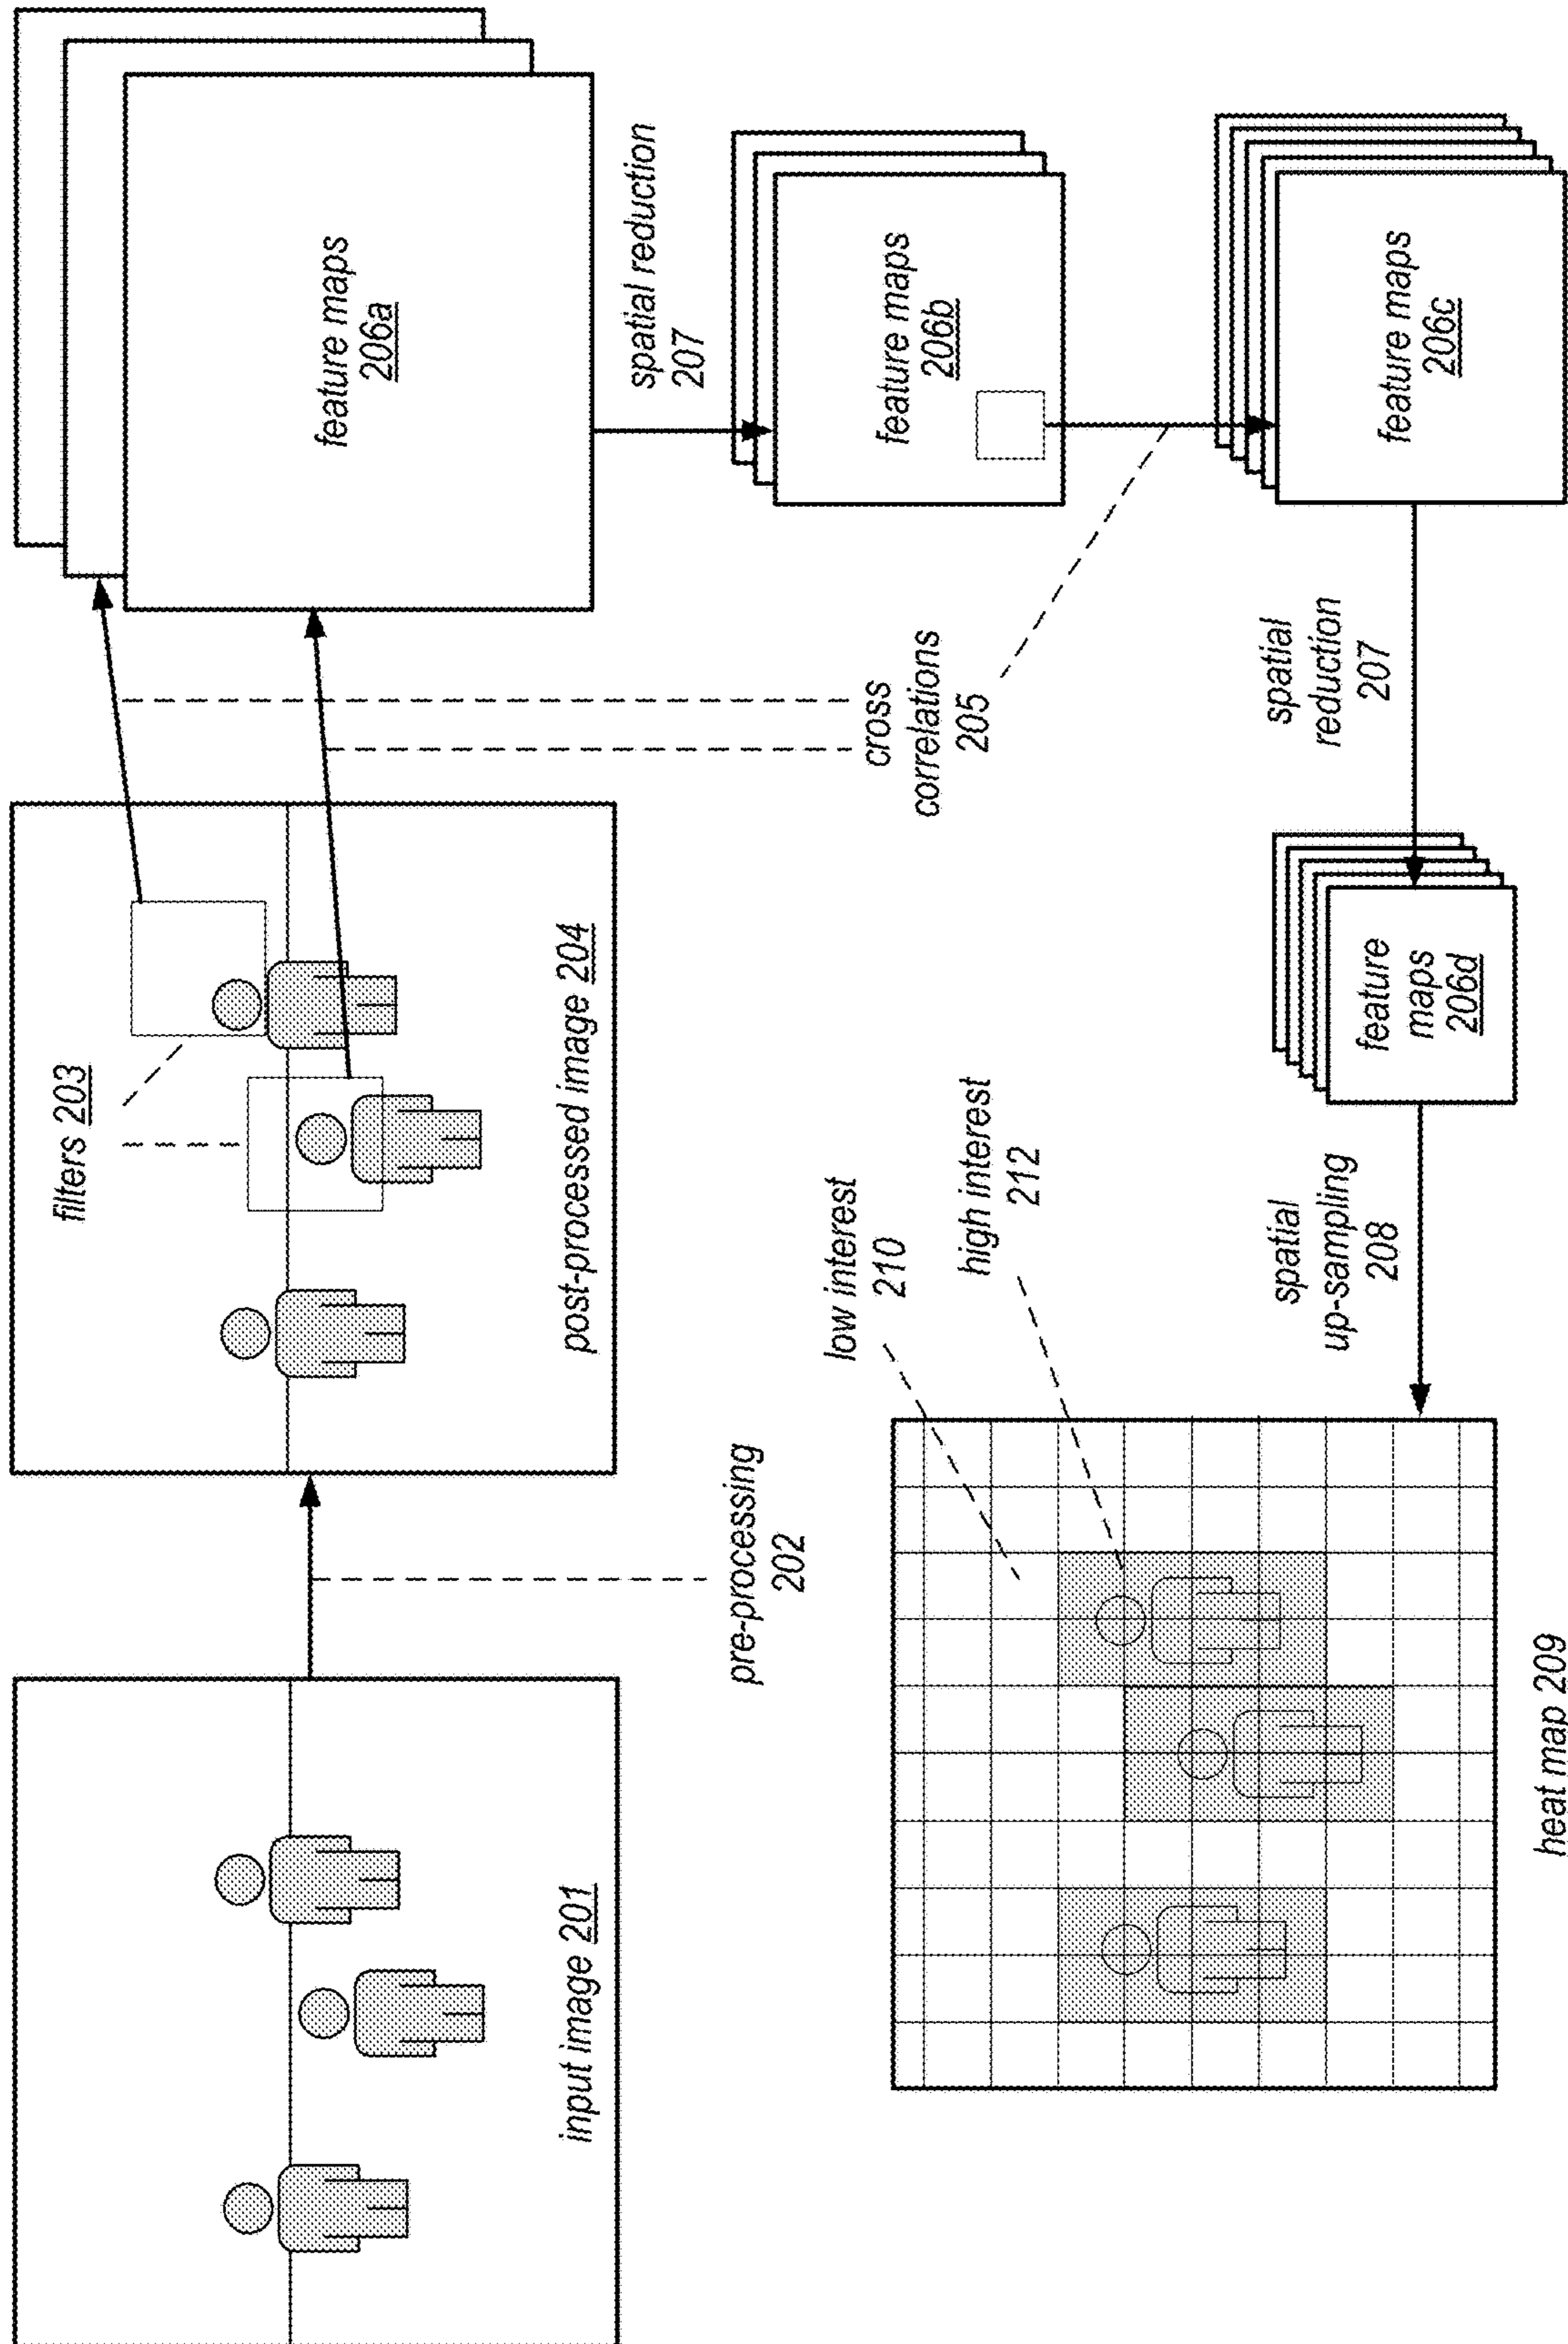 input image 201
pre-processing
202
filters 203
post-processed image 204
cross
correlations
205
feature maps
206a
spatial reduction
207
feature maps
206b
feature maps
206c
spatial
reduction
207
feature
maps
206d
spatial
up-sampling
208
low interest
210
high interest
212
heat map 209